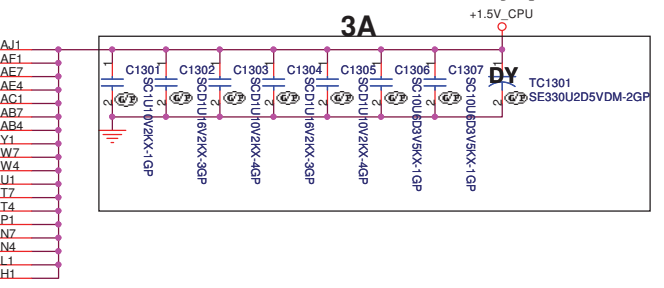 +1.5V_CPU
3A
AJ1
AF1
AE7
AE4
AC1
AB7
AB4
Y1
W7
W4
U1
T7
T4
P1
N7
N4
L1
H1
1
2
C1301
SC1U10V2KX-1GP
1
2
C1302
SCD1U16V2KX-3GP
1
2
C1303
SCD1U10V2KX-4GP
1
2
C1304
SCD1U16V2KX-3GP
1
2
C1305
SCD1U10V2KX-4GP
1
2
C1306
SC10U6D3V5KX-1GP
1
2
C1307
SC10U6D3V5KX-1GP
1
2
DY
TC1301
SE330U2D5VDM-2GP